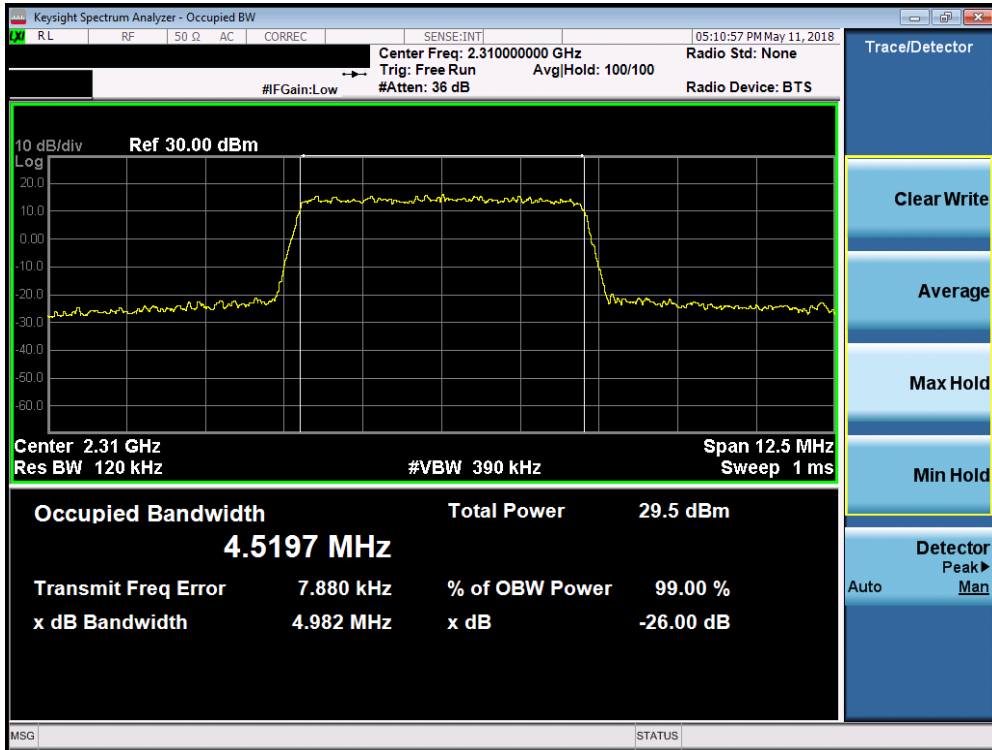 Keysight Spectrum Analyzer - Occupied BW
LXI RL RF 50 Ω AC CORREC SENSE:INT 05:10:57 PM May 11, 2018
Center Freq: 2.310000000 GHz Radio Std: None
Trig: Free Run Avg|Hold: 100/100
#IFGain:Low #Atten: 36 dB Radio Device: BTS
Trace/Detector
10 dB/div Ref 30.00 dBm
Log
20.0
10.0
0.00
-10.0
-20.0
-30.0
-40.0
-50.0
-60.0
Center 2.31 GHz Span 12.5 MHz
Res BW 120 kHz #VBW 390 kHz Sweep 1 ms
Occupied Bandwidth Total Power 29.5 dBm
4.5197 MHz
Transmit Freq Error 7.880 kHz % of OBW Power 99.00 %
x dB Bandwidth 4.982 MHz x dB -26.00 dB
Clear Write
Average
Max Hold
Min Hold
Detector
Peak▶
Auto Man
MSG STATUS